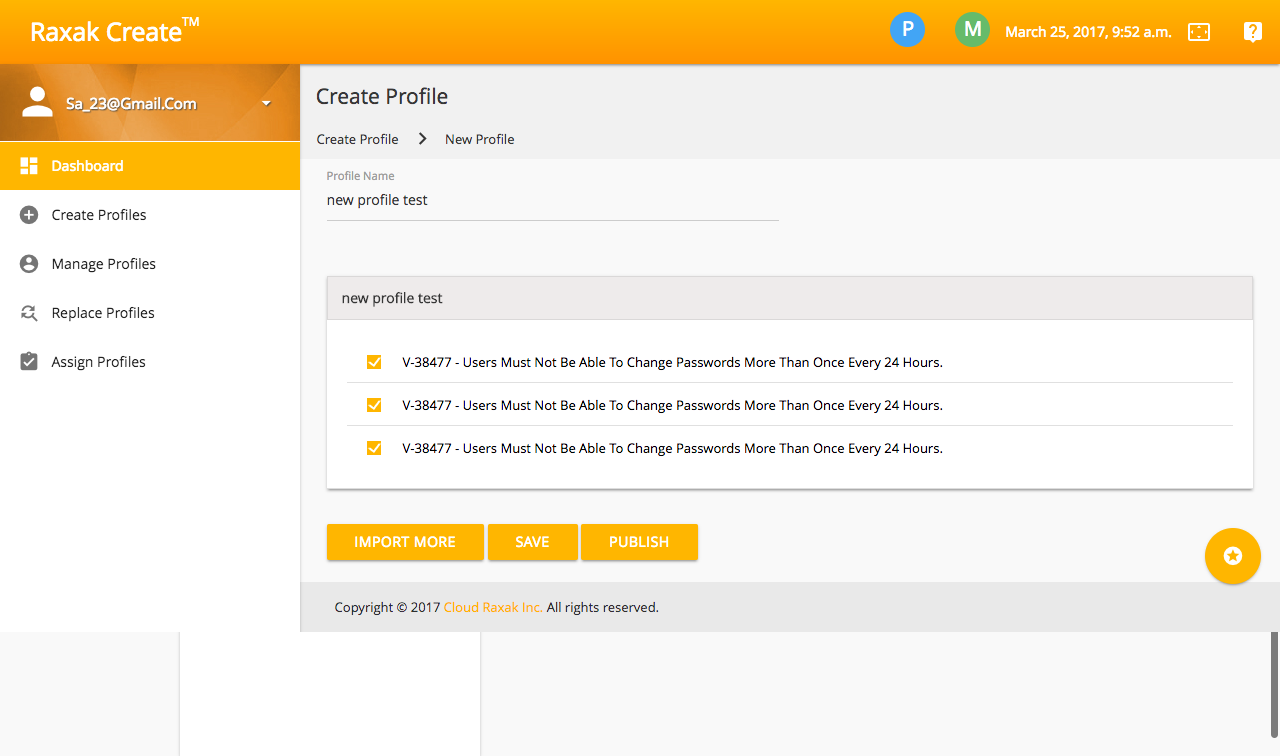 Raxak Create™
P
M
March 25, 2017, 9:52 a.m.
?
Sa_23@Gmail.Com
Dashboard
Create Profiles
Manage Profiles
Replace Profiles
Assign Profiles
Create Profile
Create Profile
New Profile
Profile Name
new profile test
new profile test
V-38477 - Users Must Not Be Able To Change Passwords More Than Once Every 24 Hours.
V-38477 - Users Must Not Be Able To Change Passwords More Than Once Every 24 Hours.
V-38477 - Users Must Not Be Able To Change Passwords More Than Once Every 24 Hours.
IMPORT MORE
SAVE
PUBLISH
Copyright © 2017 Cloud Raxak Inc. All rights reserved.